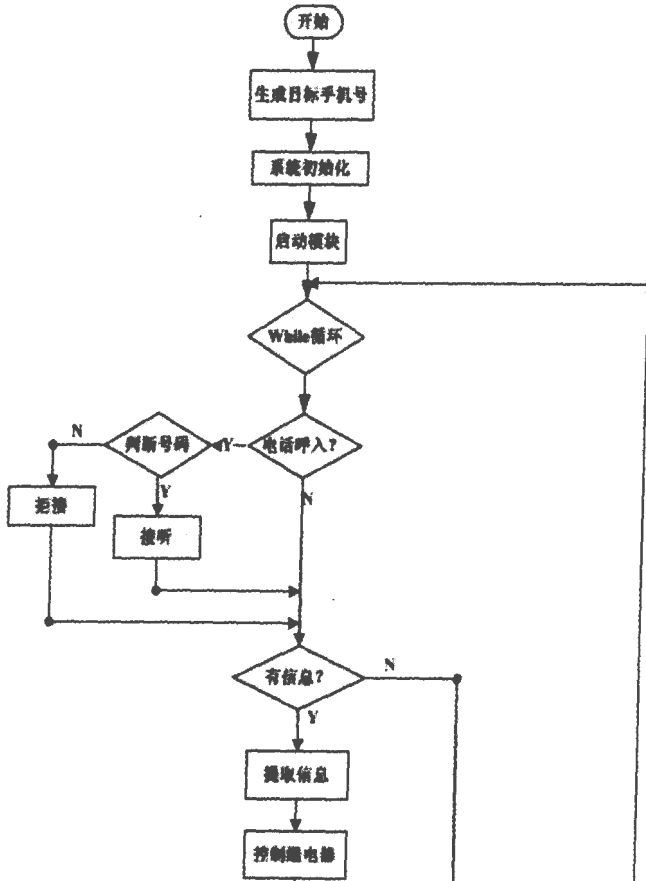 开始
生成目标手机号
系统初始化
启动模块
While循环
N
判断号码
Y
电话呼入?
拒接
Y
接听
N
有信息?
N
Y
提取信息
控制继电器